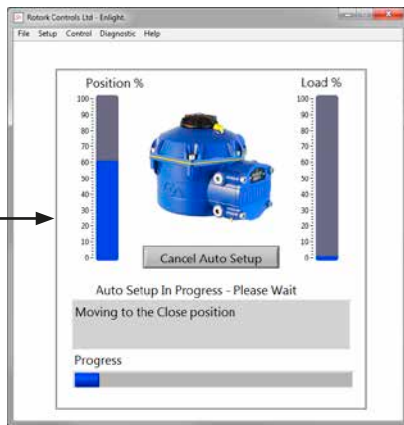 Rotork Controls Ltd - Enlight.
File Setup Control Diagnostic Help
Position %
Load %
100
90
80
70
60
50
40
30
20
10
0
100
90
80
70
60
50
40
30
20
10
0
Cancel Auto Setup
Auto Setup In Progress - Please Wait
Moving to the Close position
Progress